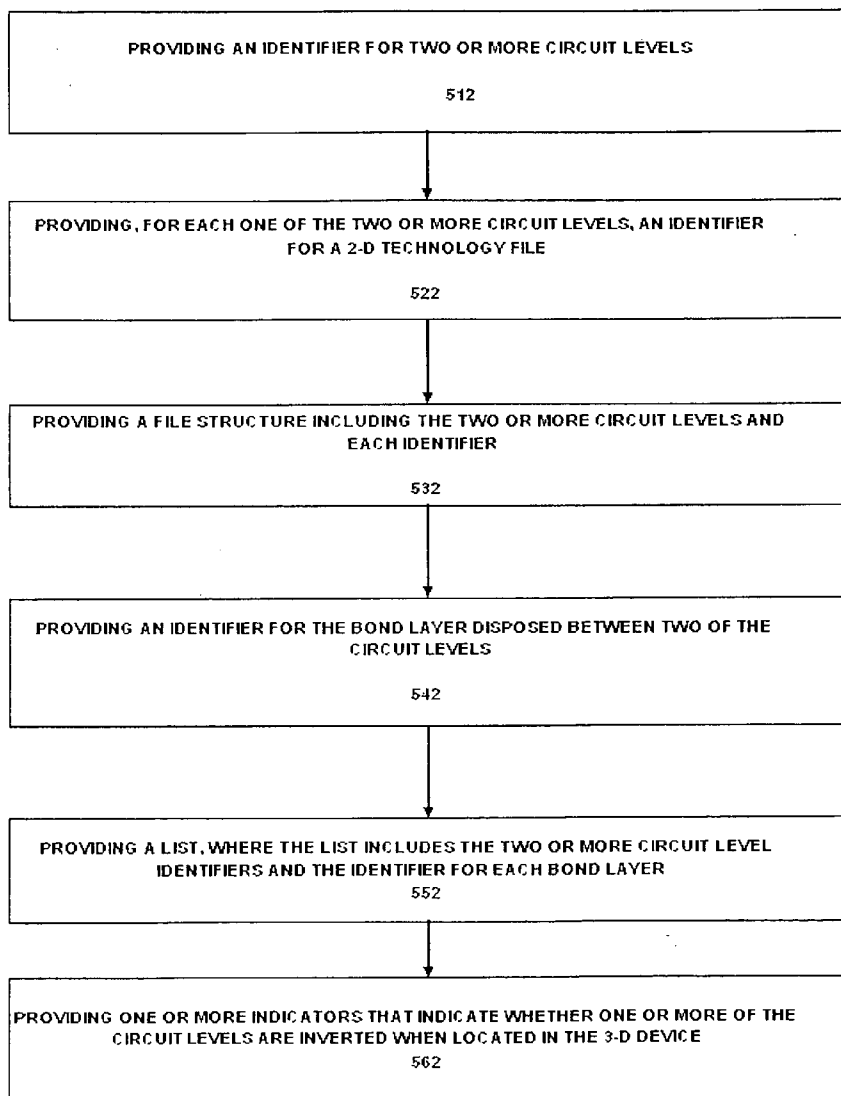 PROVIDING AN IDENTIFIER FOR TWO OR MORE CIRCUIT LEVELS
512
PROVIDING, FOR EACH ONE OF THE TWO OR MORE CIRCUIT LEVELS, AN IDENTIFIER
FOR A 2-D TECHNOLOGY FILE
522
PROVIDING A FILE STRUCTURE INCLUDING THE TWO OR MORE CIRCUIT LEVELS AND
EACH IDENTIFIER
532
PROVIDING AN IDENTIFIER FOR THE BOND LAYER DISPOSED BETWEEN TWO OF THE
CIRCUIT LEVELS
542
PROVIDING A LIST, WHERE THE LIST INCLUDES THE TWO OR MORE CIRCUIT LEVEL
IDENTIFIERS AND THE IDENTIFIER FOR EACH BOND LAYER
552
PROVIDING ONE OR MORE INDICATORS THAT INDICATE WHETHER ONE OR MORE OF THE
CIRCUIT LEVELS ARE INVERTED WHEN LOCATED IN THE 3-D DEVICE
562